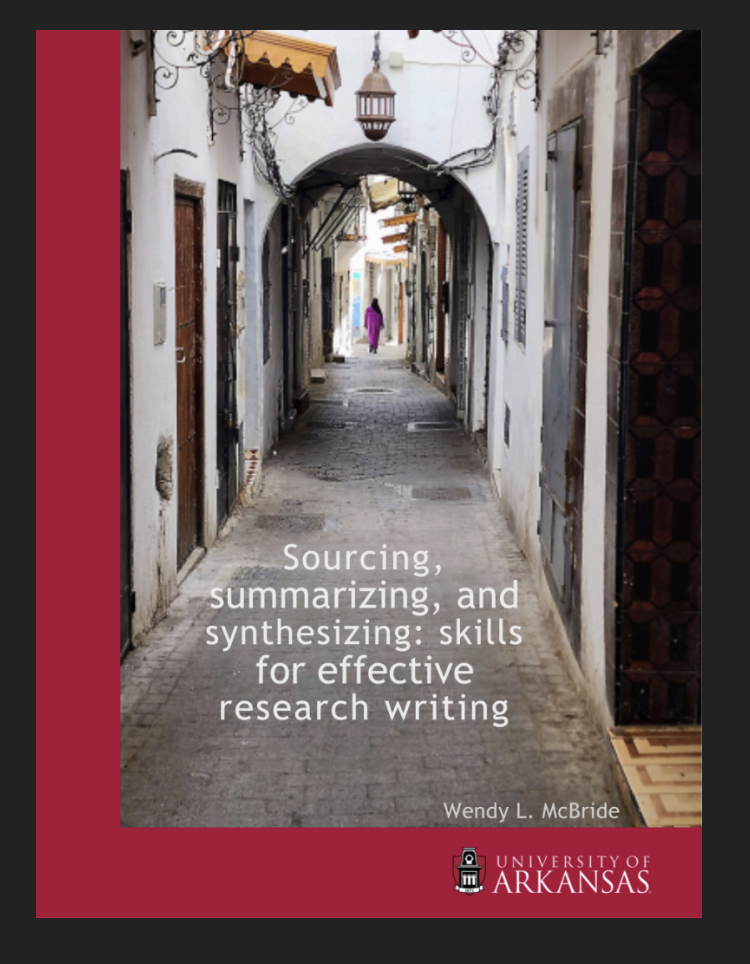 Sourcing,
summarizing, and
synthesizing: skills
for effective
research writing
Wendy L. McBride
UNIVERSITY OF
ARKANSAS